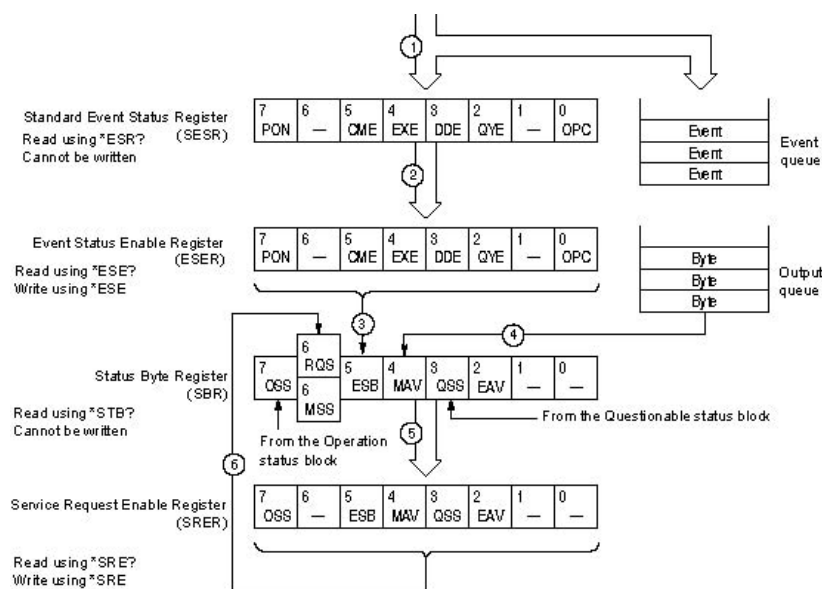 1
Standard Event Status Register
(SESR)
Read using *ESR?
Cannot be written
7 6 5 4 3 2 1 0
PON — CME EXE DDE QYE — OPC
Event
Event
Event
Event
queue
2
Event Status Enable Register
(ESER)
Read using *ESE?
Write using *ESE
7 6 5 4 3 2 1 0
PON — CME EXE DDE QYE — OPC
Byte
Byte
Byte
Output
queue
3
4
Status Byte Register
(SBR)
Read using *STB?
Cannot be written
6
RQS
7 6 5 4 3 2 1 0
OSS MSS ESB MAV QSS EAV — —
From the Operation
status block
5
From the Questionable status block
6
Service Request Enable Register
(SRER)
Read using *SRE?
Write using *SRE
7 6 5 4 3 2 1 0
OSS — ESB MAV QSS EAV — —